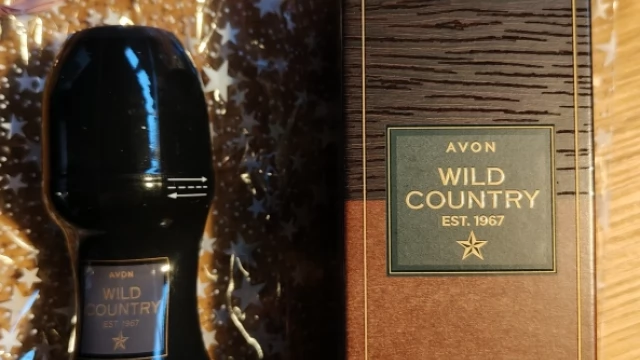 AVON
WILD
COUNTRY
EST. 1967
AVON
WILD
COUNTRY
EST. 1967